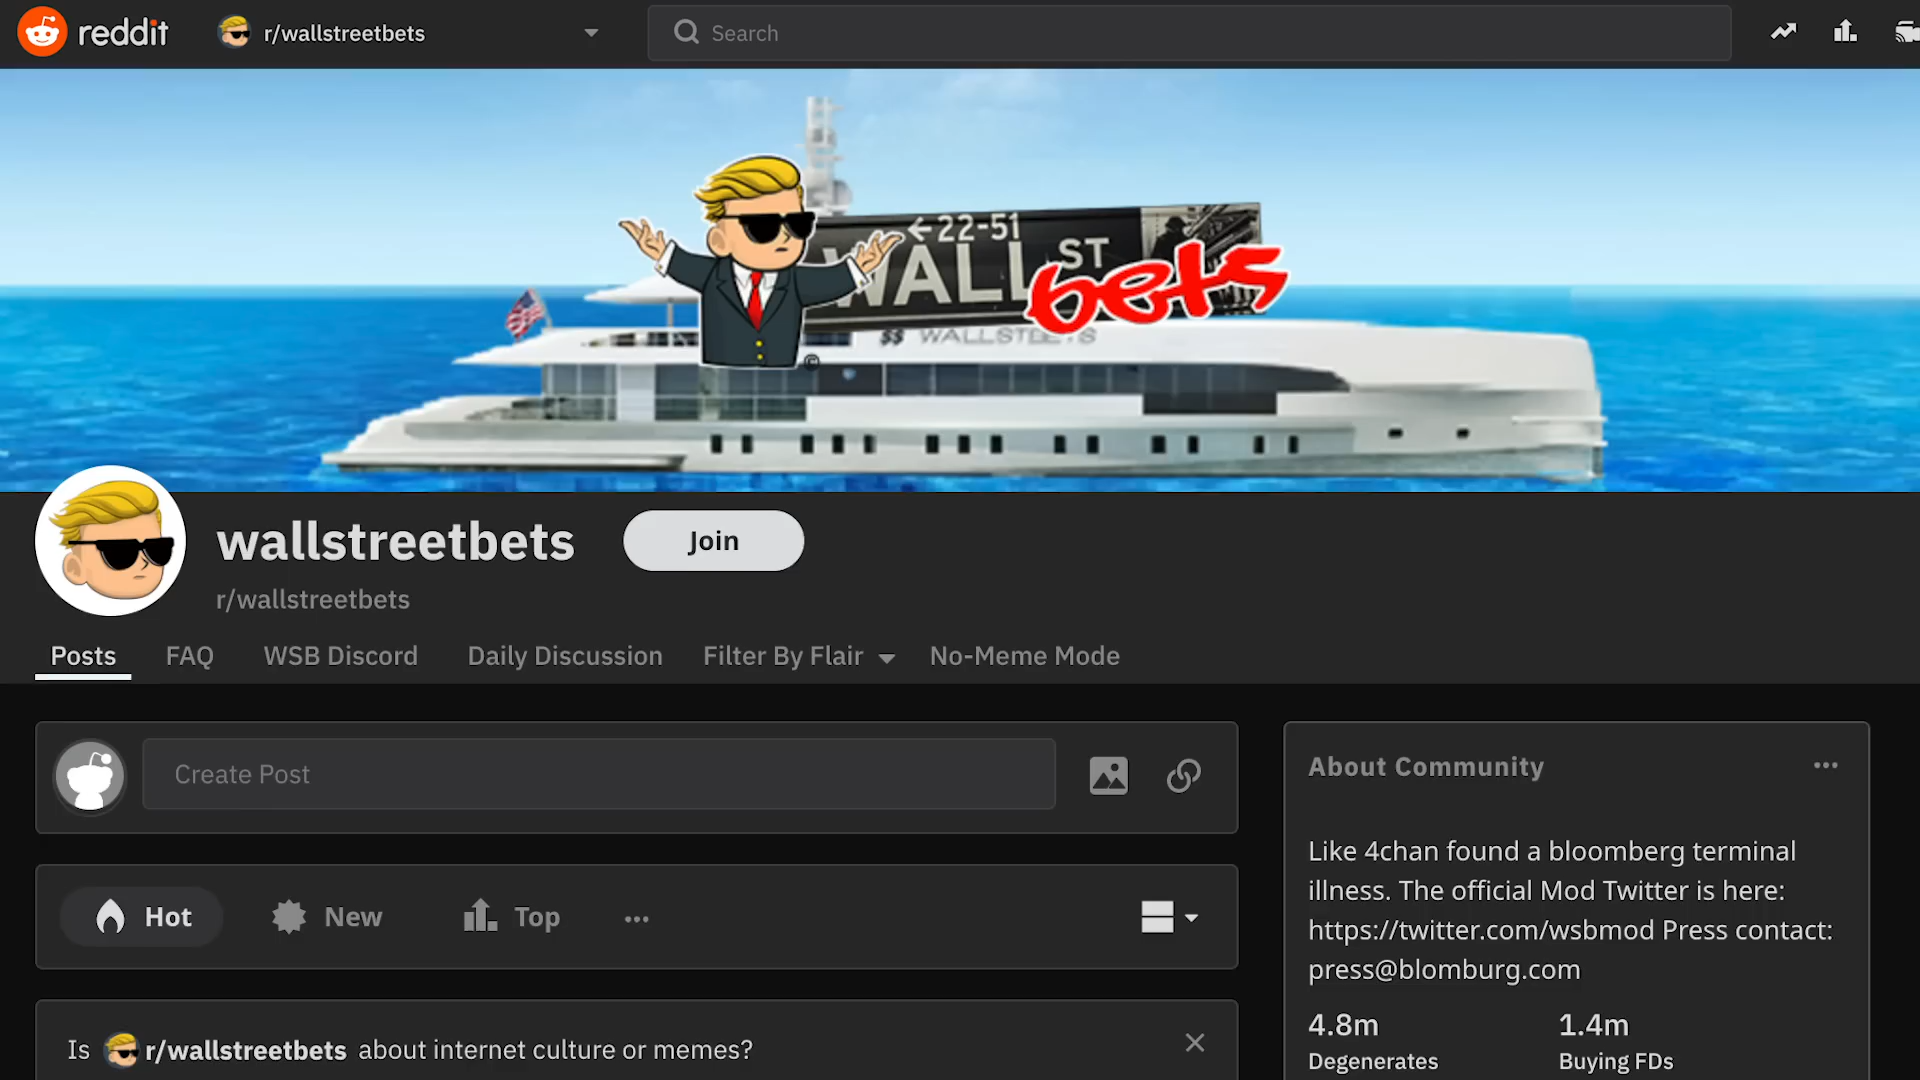 reddit
r/wallstreetbets
Search
←22-51
WALL ST
bets
$$ WALLSTBETS
©
wallstreetbets
Join
r/wallstreetbets
Posts
FAQ
WSB Discord
Daily Discussion
Filter By Flair
No-Meme Mode
Create Post
Hot
New
Top
Is r/wallstreetbets about internet culture or memes?
About Community
Like 4chan found a bloomberg terminal
illness. The official Mod Twitter is here:
https://twitter.com/wsbmod Press contact:
press@blomburg.com
4.8m
Degenerates
1.4m
Buying FDs